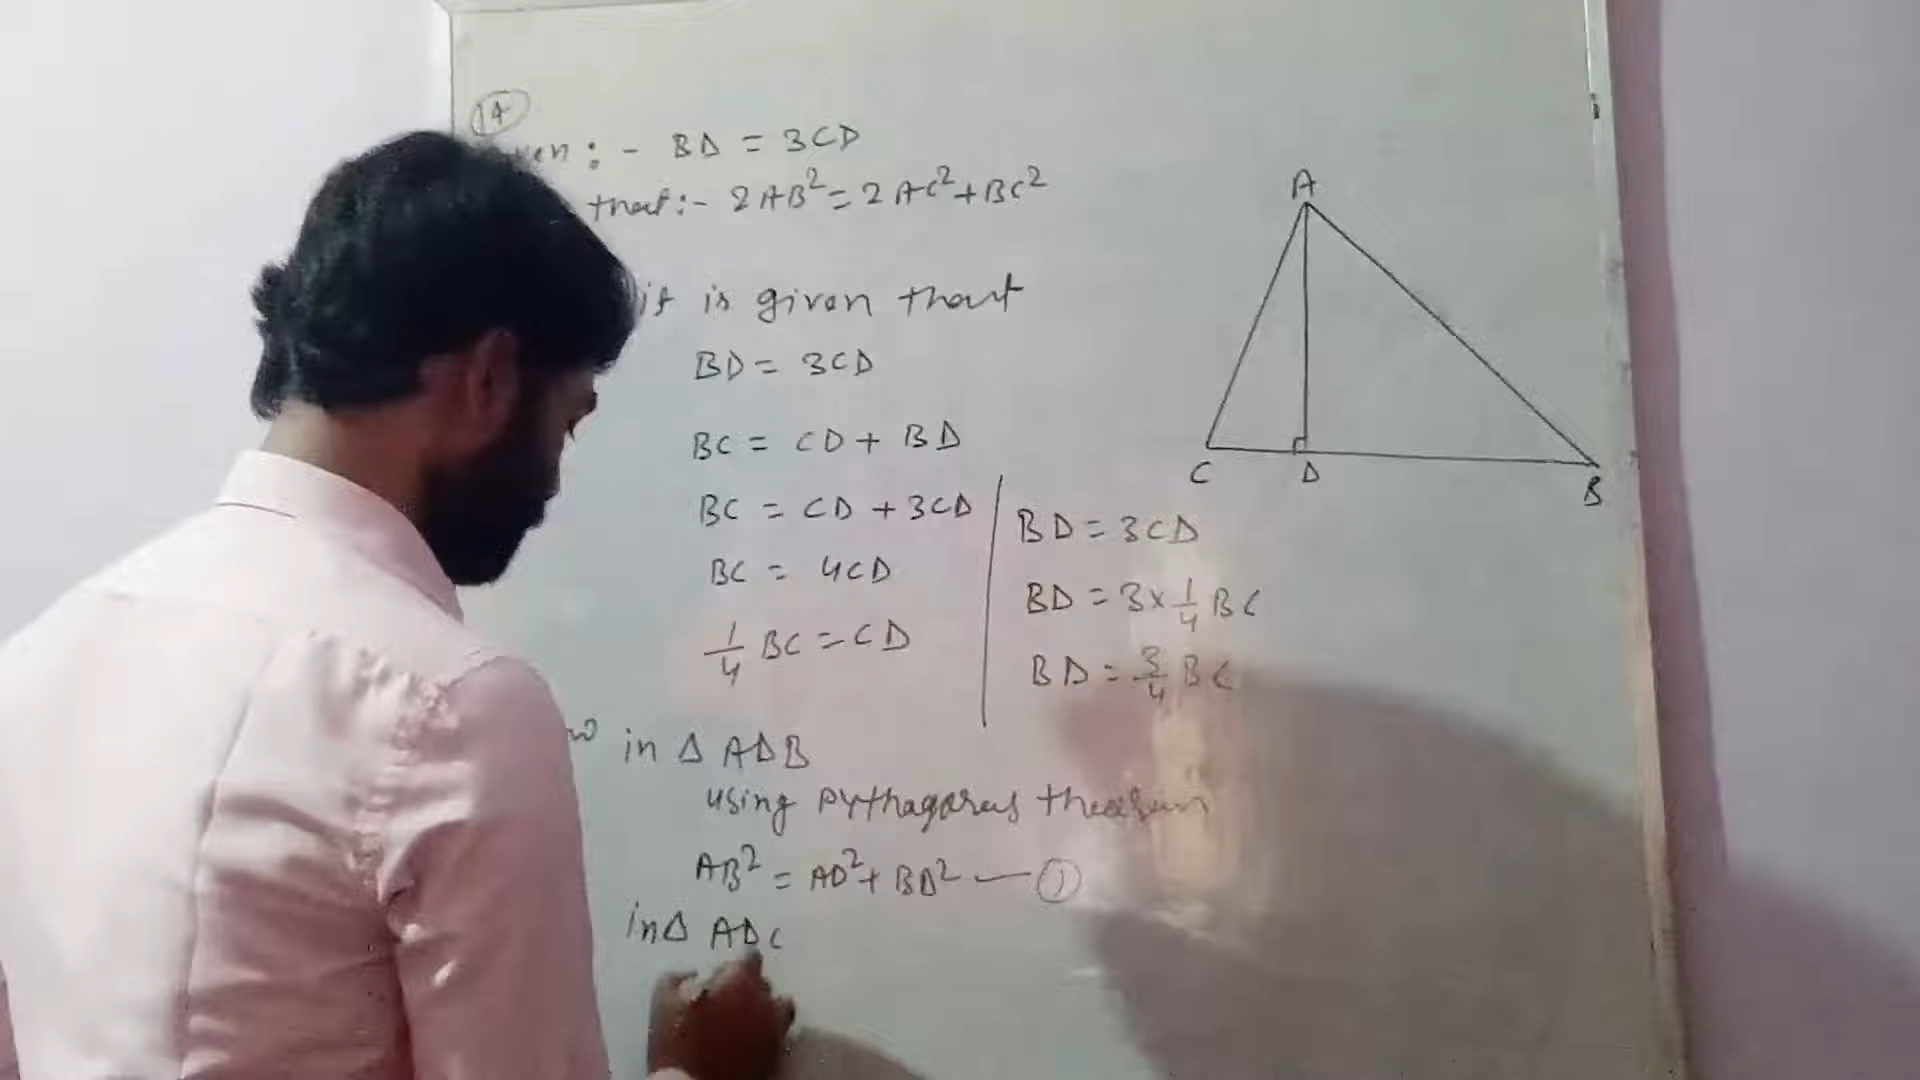 14
: - BD = 3CD
that :- 2AB² = 2AC² + BC²
it is given that
BD = 3CD
BC = CD + BD
BC = CD + 3CD
BC = 4CD
1/4 BC = CD
BD = 3CD
BD = 3 × 1/4 BC
BD = 3/4 BC
in Δ ADB
using pythagorus theorem
AB² = AD² + BD² — ①
in Δ ADC
A
C
D
B